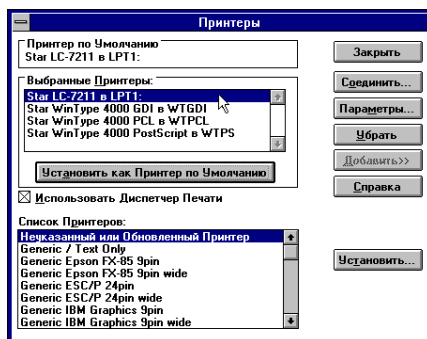 Принтеры
Принтер по Умолчанию
Star LC-7211 в LPT1:
Выбранные Принтеры:
Star LC-7211 в LPT1:
Star WinType 4000 GDI в WTGDI
Star WinType 4000 PCL в WTPCL
Star WinType 4000 PostScript в WTPS
Установить как Принтер по Умолчанию
Использовать Диспетчер Печати
Список Принтеров:
Неуказанный или Обновленный Принтер
Generic / Text Only
Generic Epson FX-85 9pin
Generic Epson FX-85 9pin wide
Generic ESC/P 24pin
Generic ESC/P 24pin wide
Generic IBM Graphics 9pin
Generic IBM Graphics 9pin wide
Закрыть
Соединить...
Параметры...
Убрать
Добавить>>
Справка
Установить...